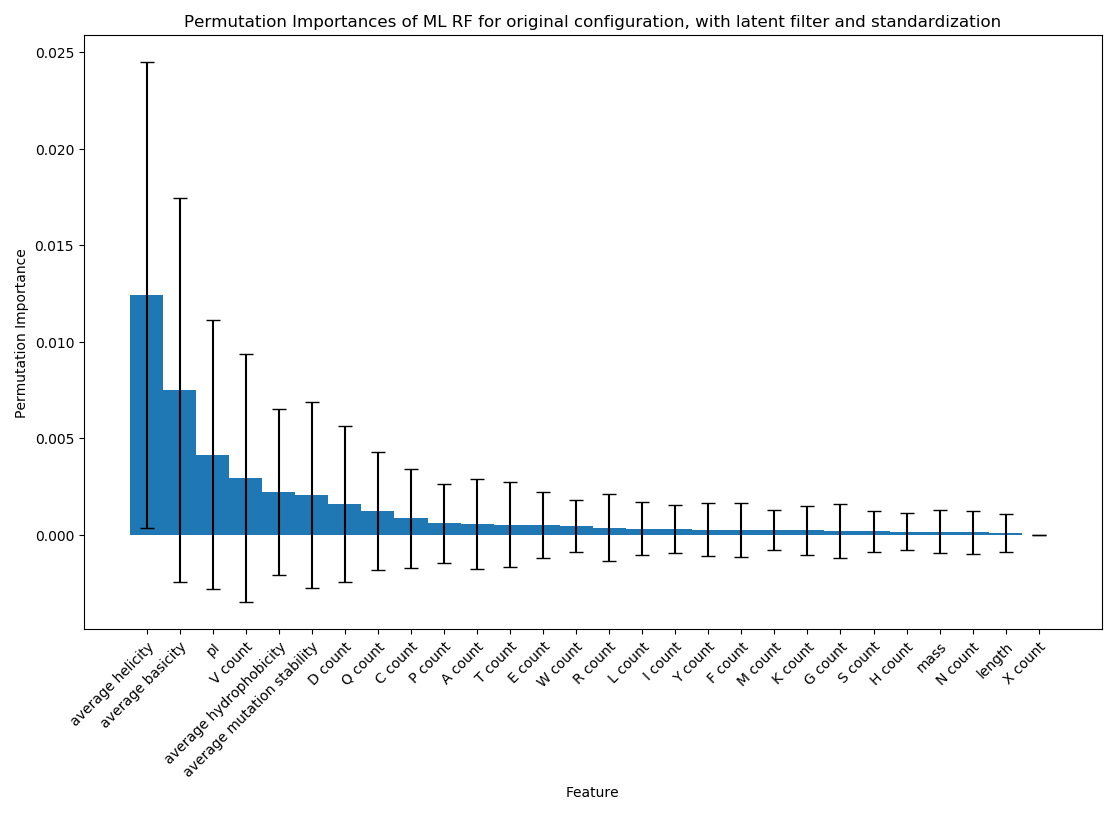 Permutation Importances of ML RF for original configuration, with latent filter and standardization
Permutation Importance
0.025
0.020
0.015
0.010
0.005
0.000
average helicity
average basicity
pI
V count
average hydrophobicity
average mutation stability
D count
Q count
C count
P count
A count
T count
E count
W count
R count
L count
I count
Y count
F count
M count
K count
G count
S count
H count
mass
N count
length
X count
Feature